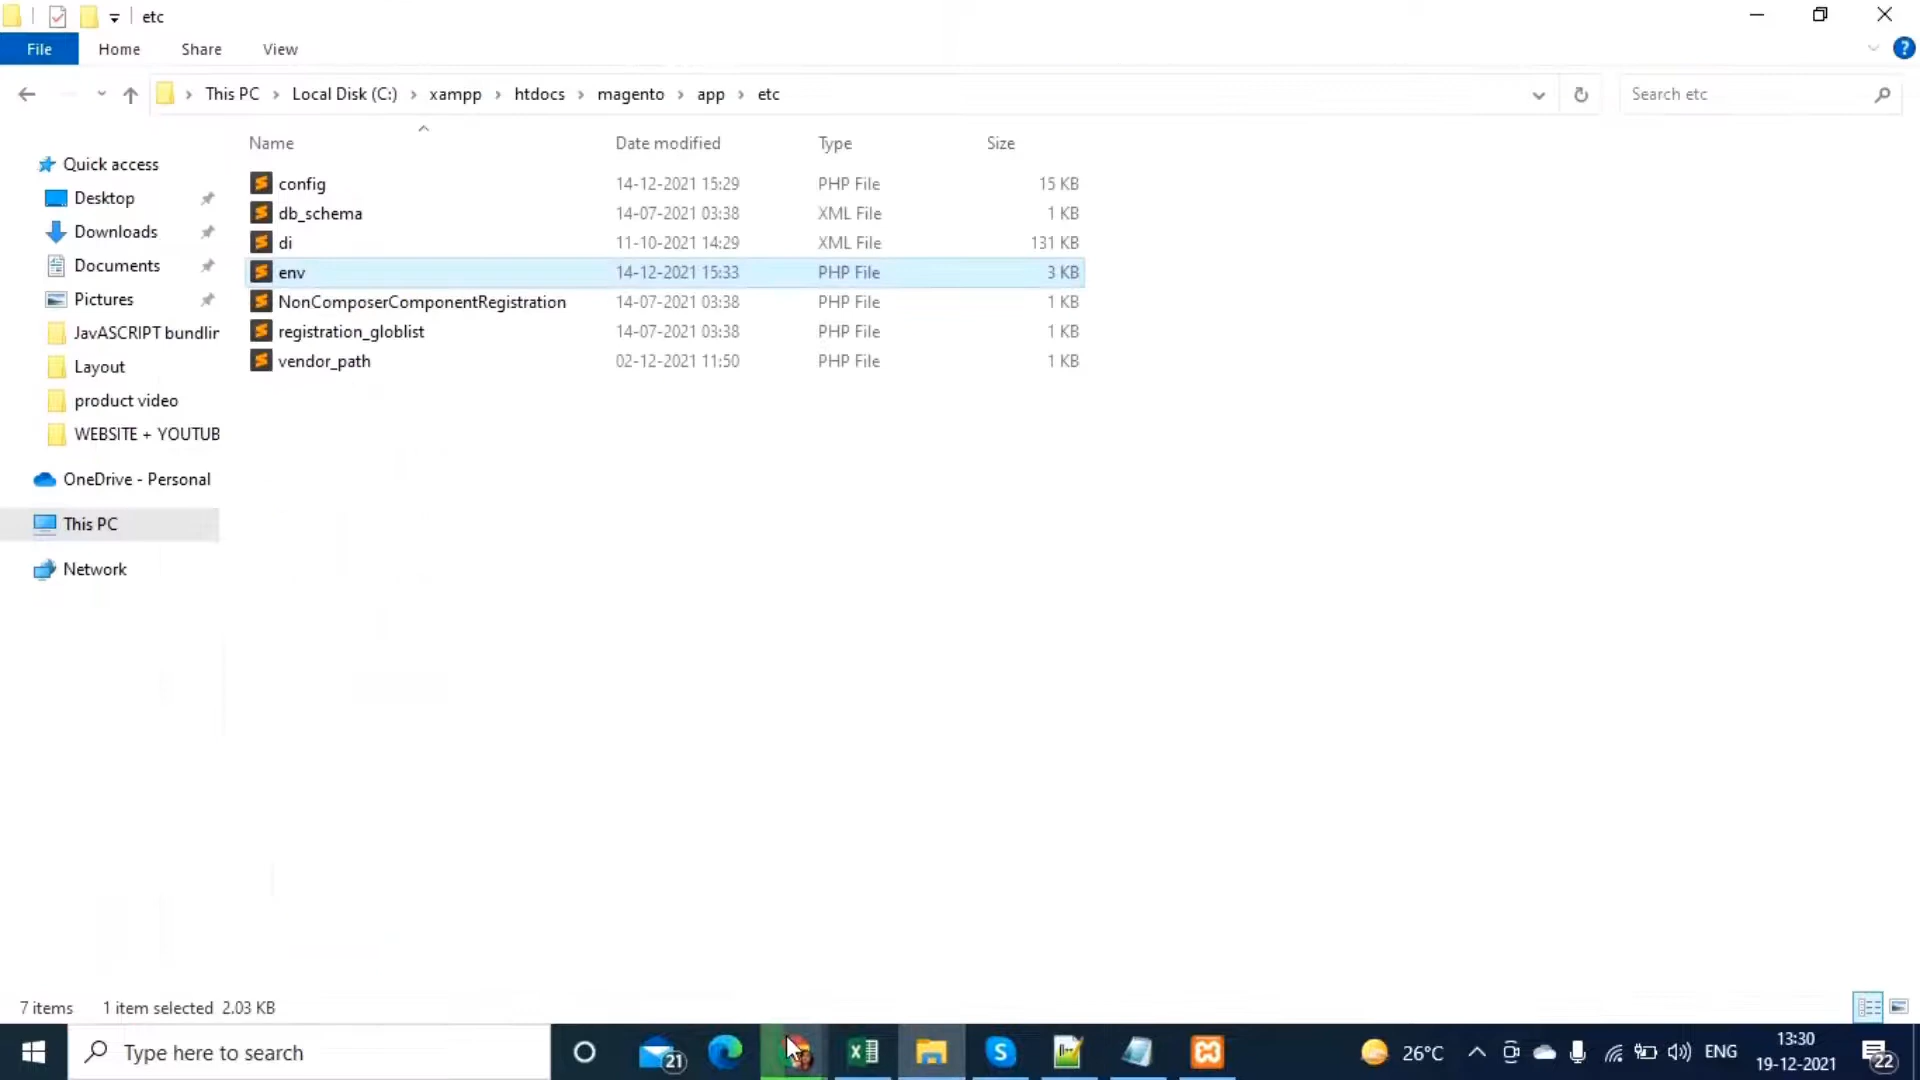 etc
File Home Share View
This PC Local Disk (C:) xampp htdocs magento app etc
Search etc
Name Date modified Type Size
Quick access
Desktop
Downloads
Documents
Pictures
JavASCRIPT bundlin
Layout
product video
WEBSITE + YOUTUB
OneDrive - Personal
This PC
Network
config 14-12-2021 15:29 PHP File 15 KB
db_schema 14-07-2021 03:38 XML File 1 KB
di 11-10-2021 14:29 XML File 131 KB
env 14-12-2021 15:33 PHP File 3 KB
NonComposerComponentRegistration 14-07-2021 03:38 PHP File 1 KB
registration_globlist 14-07-2021 03:38 PHP File 1 KB
vendor_path 02-12-2021 11:50 PHP File 1 KB
7 items 1 item selected 2.03 KB
Type here to search
21
26°C
ENG
13:30
19-12-2021
22